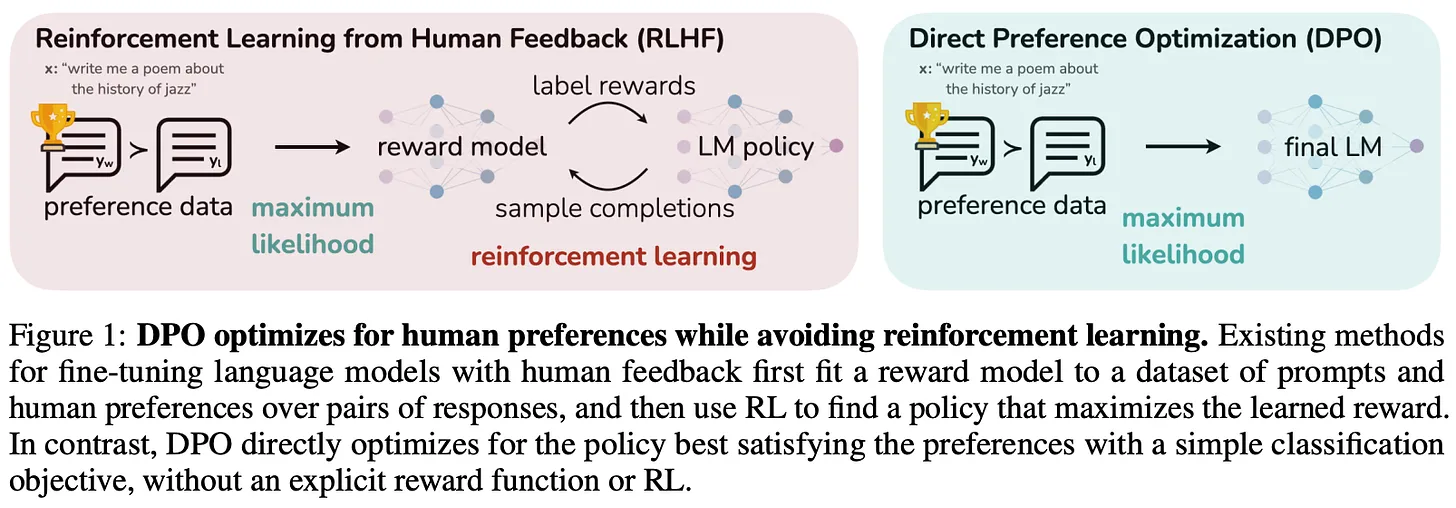 Reinforcement Learning from Human Feedback (RLHF)
x: “write me a poem about
the history of jazz”
label rewards
yw
≻
yl
reward model
LM policy
preference data
maximum
likelihood
sample completions
reinforcement learning
Direct Preference Optimization (DPO)
x: “write me a poem about
the history of jazz”
yw
≻
yl
final LM
preference data
maximum
likelihood
Figure 1: DPO optimizes for human preferences while avoiding reinforcement learning. Existing methods
for fine-tuning language models with human feedback first fit a reward model to a dataset of prompts and
human preferences over pairs of responses, and then use RL to find a policy that maximizes the learned reward.
In contrast, DPO directly optimizes for the policy best satisfying the preferences with a simple classification
objective, without an explicit reward function or RL.